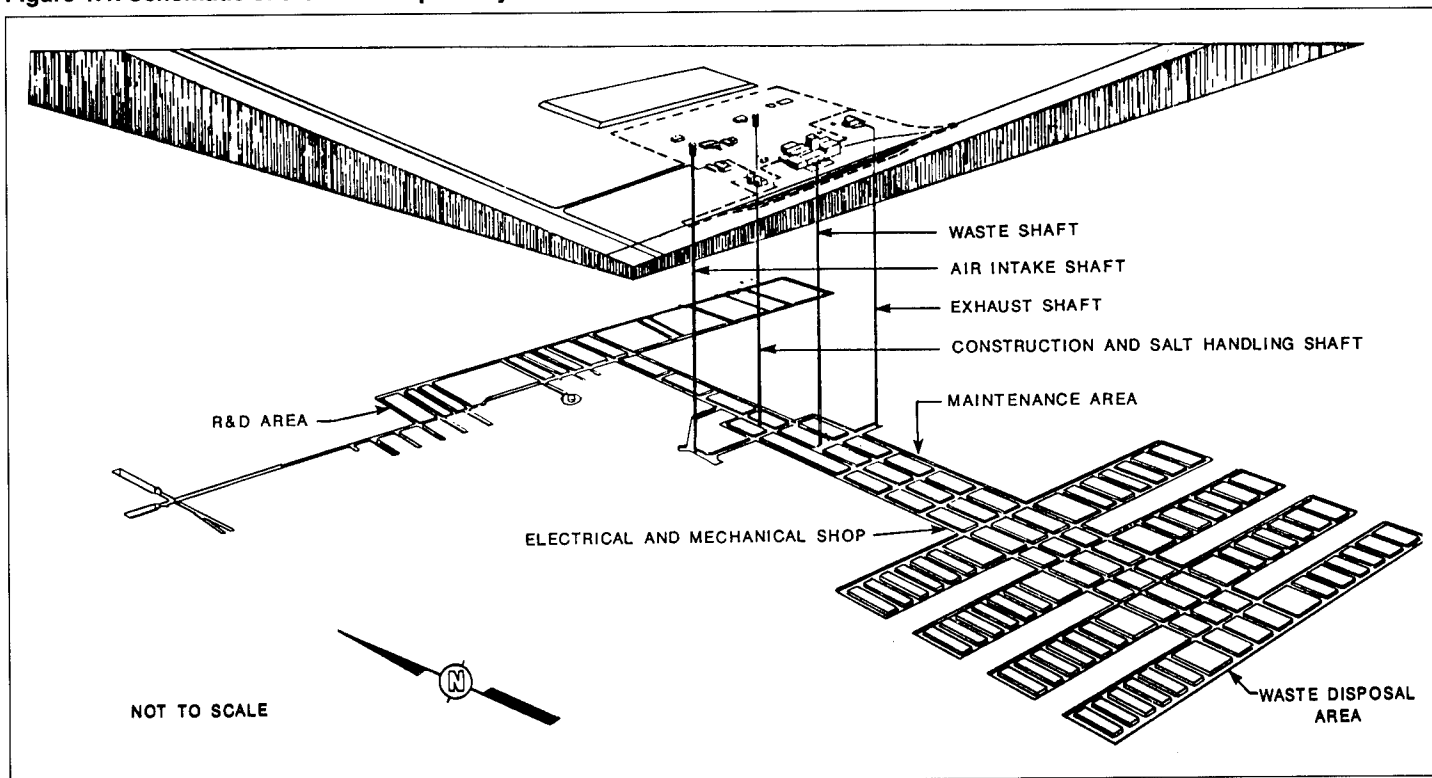 WASTE SHAFT
AIR INTAKE SHAFT
EXHAUST SHAFT
CONSTRUCTION AND SALT HANDLING SHAFT
MAINTENANCE AREA
R&D AREA
ELECTRICAL AND MECHANICAL SHOP
WASTE DISPOSAL
AREA
N
NOT TO SCALE